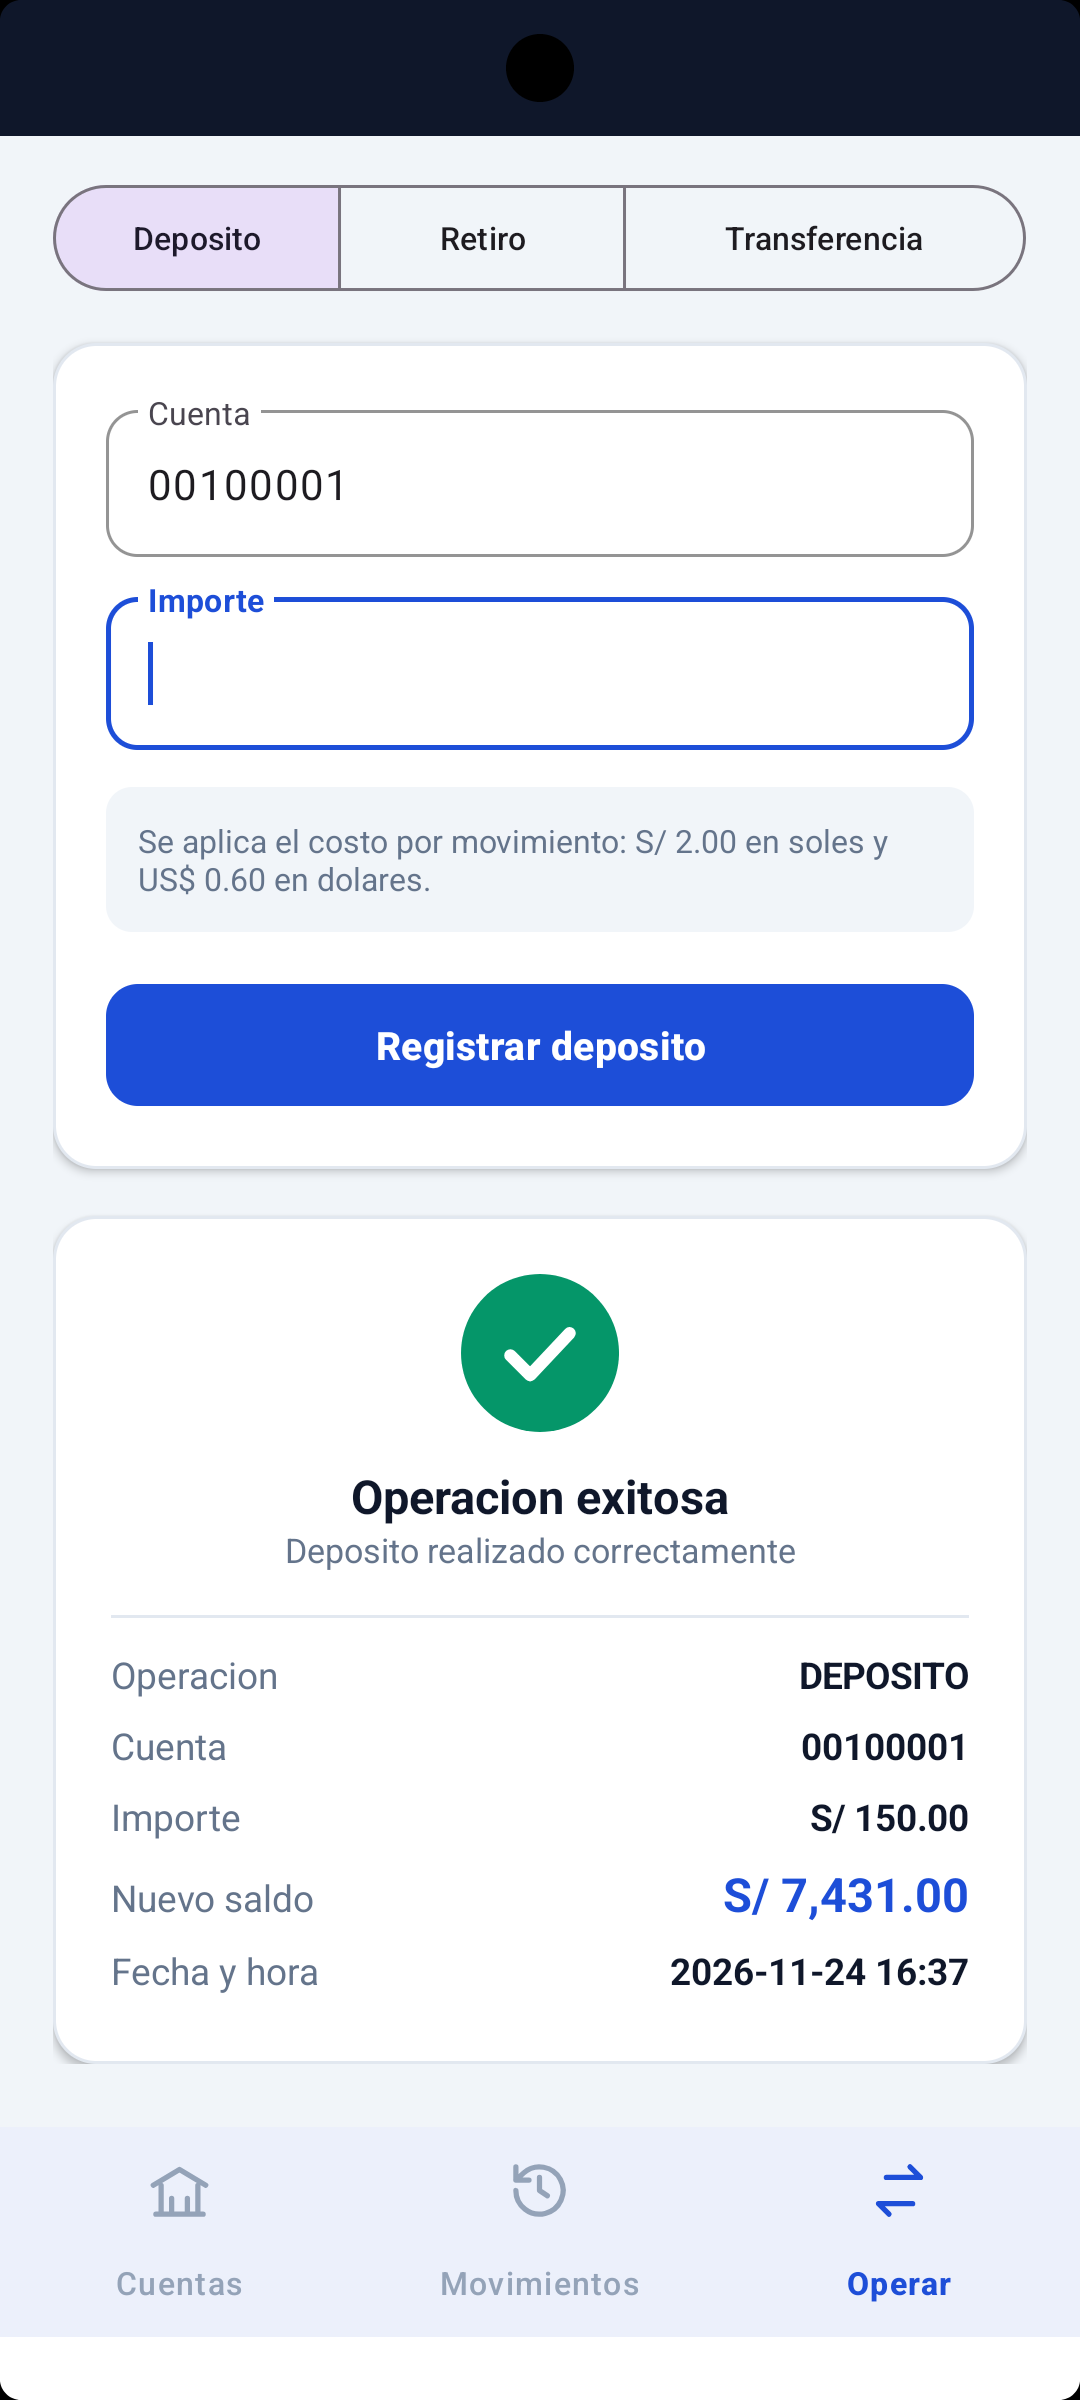 Deposito
Retiro
Transferencia
Cuenta
00100001
Importe
Se aplica el costo por movimiento: S/ 2.00 en soles y
US$ 0.60 en dolares.
Registrar deposito
Operacion exitosa
Deposito realizado correctamente
Operacion DEPOSITO
Cuenta 00100001
Importe S/ 150.00
Nuevo saldo S/ 7,431.00
Fecha y hora 2026-11-24 16:37
Cuentas
Movimientos
Operar